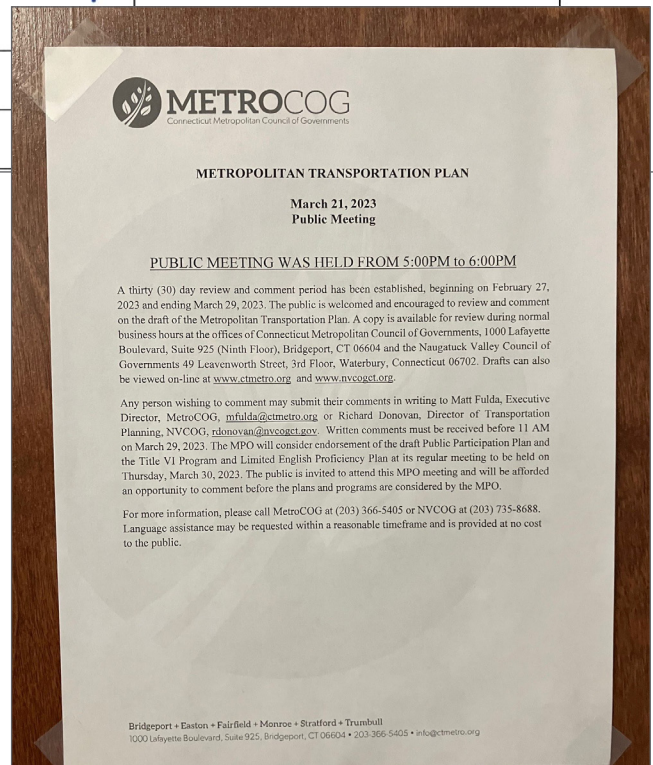 METROCOG
Connecticut Metropolitan Council of Governments
METROPOLITAN TRANSPORTATION PLAN
March 21, 2023
Public Meeting
PUBLIC MEETING WAS HELD FROM 5:00PM to 6:00PM
A thirty (30) day review and comment period has been established, beginning on February 27,
2023 and ending March 29, 2023. The public is welcomed and encouraged to review and comment
on the draft of the Metropolitan Transportation Plan. A copy is available for review during normal
business hours at the offices of Connecticut Metropolitan Council of Governments, 1000 Lafayette
Boulevard, Suite 925 (Ninth Floor), Bridgeport, CT 06604 and the Naugatuck Valley Council of
Governments 49 Leavenworth Street, 3rd Floor, Waterbury, Connecticut 06702. Drafts can also
be viewed on-line at www.ctmetro.org and www.nvcogct.org.
Any person wishing to comment may submit their comments in writing to Matt Fulda, Executive
Director, MetroCOG, mfulda@ctmetro.org or Richard Donovan, Director of Transportation
Planning, NVCOG, rdonovan@nvcogct.gov. Written comments must be received before 11 AM
on March 29, 2023. The MPO will consider endorsement of the draft Public Participation Plan and
the Title VI Program and Limited English Proficiency Plan at its regular meeting to be held on
Thursday, March 30, 2023. The public is invited to attend this MPO meeting and will be afforded
an opportunity to comment before the plans and programs are considered by the MPO.
For more information, please call MetroCOG at (203) 366-5405 or NVCOG at (203) 735-8688.
Language assistance may be requested within a reasonable timeframe and is provided at no cost
to the public.
Bridgeport + Easton + Fairfield + Monroe + Stratford + Trumbull
1000 Lafayette Boulevard, Suite 925, Bridgeport, CT 06604 • 203-366-5405 • info@ctmetro.org